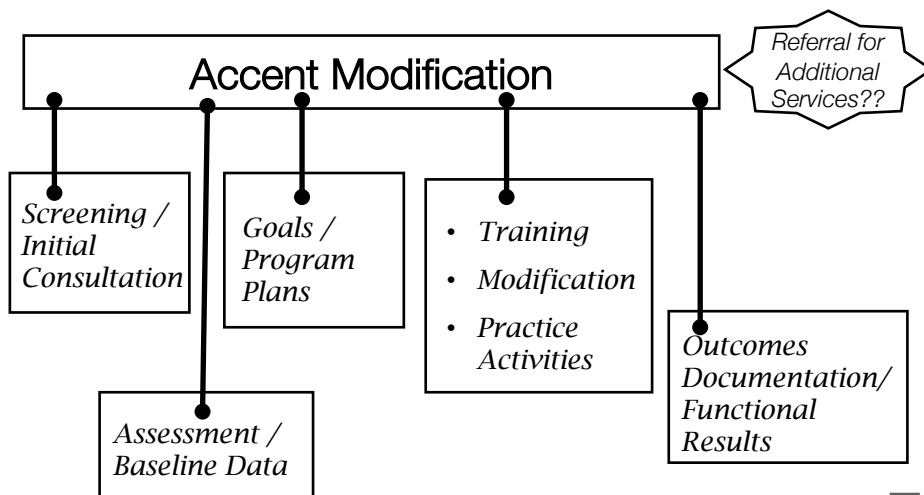 Accent Modification
Referral for
Additional
Services??
Screening /
Initial
Consultation
Goals /
Program
Plans
• Training
• Modification
• Practice
Activities
Outcomes
Documentation/
Functional
Results
Assessment /
Baseline Data